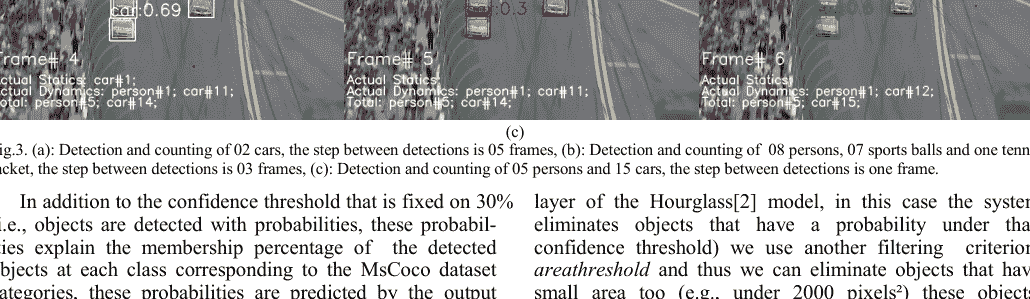 car:0.69
car:0.3
Frame# 4
Actual Statics: car#1;
Actual Dynamics: person#1; car#11;
Total: person#5; car#14;
Frame# 5
Actual Statics:
Actual Dynamics: person#1; car#11;
Total: person#5; car#14;
Frame# 6
Actual Statics:
Actual Dynamics: person#1; car#12;
Total: person#5; car#15;
(c)
ig.3. (a): Detection and counting of 02 cars, the step between detections is 05 frames, (b): Detection and counting of 08 persons, 07 sports balls and one tenn
acket, the step between detections is 03 frames, (c): Detection and counting of 05 persons and 15 cars, the step between detections is one frame.
In addition to the confidence threshold that is fixed on 30%
i.e., objects are detected with probabilities, these probabil-
ties explain the membership percentage of the detected
bjects at each class corresponding to the MsCoco dataset
ategories, these probabilities are predicted by the output
layer of the Hourglass[2] model, in this case the system
eliminates objects that have a probability under tha
confidence threshold) we use another filtering criterion
areathreshold and thus we can eliminate objects that hav
small area too (e.g., under 2000 pixels²) these objects